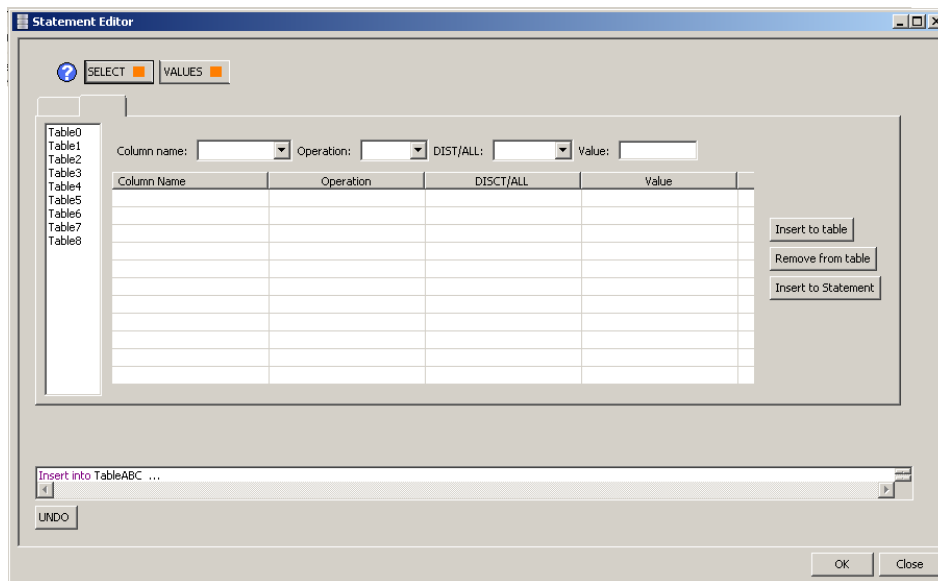 Statement Editor
SELECT VALUES
Table0
Table1
Table2
Table3
Table4
Table5
Table6
Table7
Table8
Column name: Operation: DIST/ALL: Value:
Column Name Operation DISCT/ALL Value
Insert to table
Remove from table
Insert to Statement
Insert into TableABC ...
UNDO
OK Close